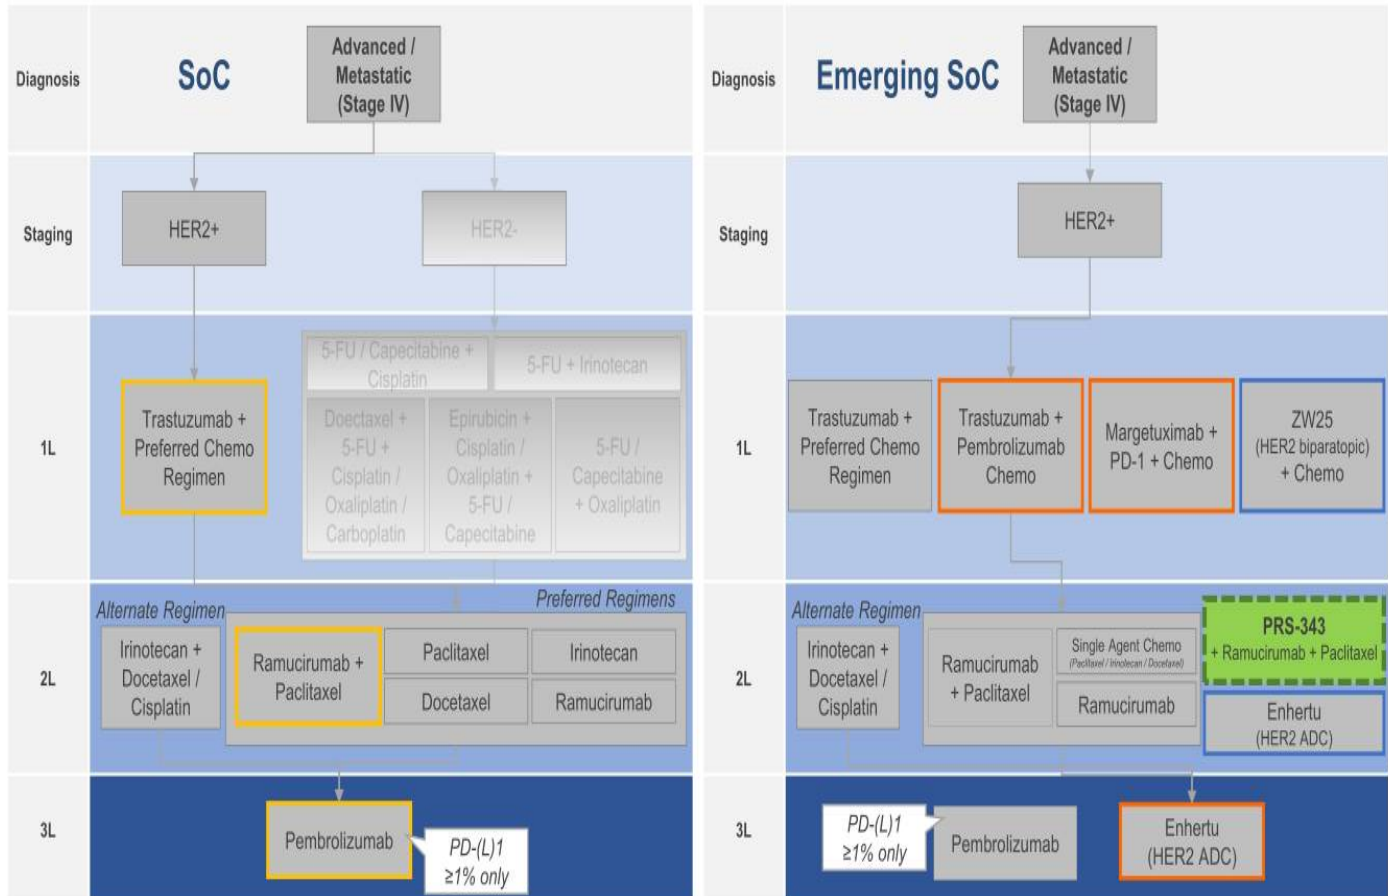 Diagnosis
SoC
Advanced /
Metastatic
(Stage IV)
Staging
HER2+
HER2-
1L
Trastuzumab +
Preferred Chemo
Regimen
5-FU / Capecitabine +
Cisplatin
5-FU + Irinotecan
Doectaxel +
5-FU +
Cisplatin /
Oxaliplatin /
Carboplatin
Epirubicin +
Cisplatin /
Oxaliplatin +
5-FU /
Capecitabine
5-FU /
Capecitabine
+ Oxaliplatin
2L
Alternate Regimen
Preferred Regimens
Irinotecan +
Docetaxel /
Cisplatin
Ramucirumab +
Paclitaxel
Paclitaxel
Irinotecan
Docetaxel
Ramucirumab
3L
Pembrolizumab
PD-(L)1
≥1% only
Diagnosis
Emerging SoC
Advanced /
Metastatic
(Stage IV)
Staging
HER2+
1L
Trastuzumab +
Preferred Chemo
Regimen
Trastuzumab +
Pembrolizumab
Chemo
Margetuximab +
PD-1 + Chemo
ZW25
(HER2 biparatopic)
+ Chemo
2L
Alternate Regimen
Irinotecan +
Docetaxel /
Cisplatin
Ramucirumab
+ Paclitaxel
Single Agent Chemo
(Paclitaxel / Irinotecan / Docetaxel)
Ramucirumab
PRS-343
+ Ramucirumab + Paclitaxel
Enhertu
(HER2 ADC)
3L
PD-(L)1
≥1% only
Pembrolizumab
Enhertu
(HER2 ADC)